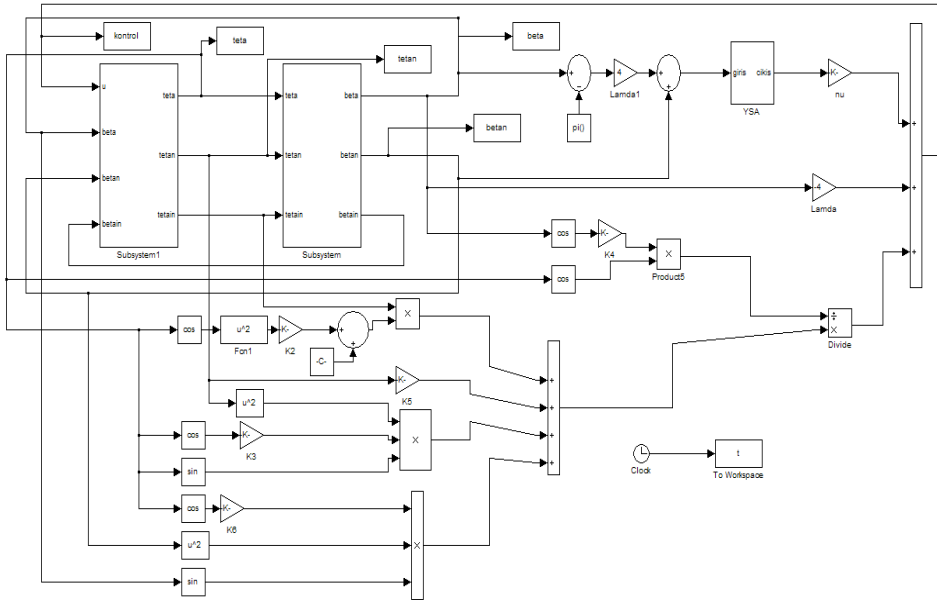 kontrol
teta
tetan
beta
betan
u
beta
betan
betain
teta
tetan
tetain
Subsystem1
teta
tetan
tetain
beta
betan
betain
Subsystem
+
−
pi()
4
Lamda1
+
+
giris
cikis
YSA
K-
nu
-4
Lamda
+
+
+
cos
K-
K4
cos
×
Product5
÷
×
Divide
cos
u^2
Fcn1
K-
K2
+
+
-C-
×
K-
K5
u^2
cos
K-
K3
sin
×
+
+
+
+
cos
K-
K6
u^2
sin
×
Clock
t
To Workspace